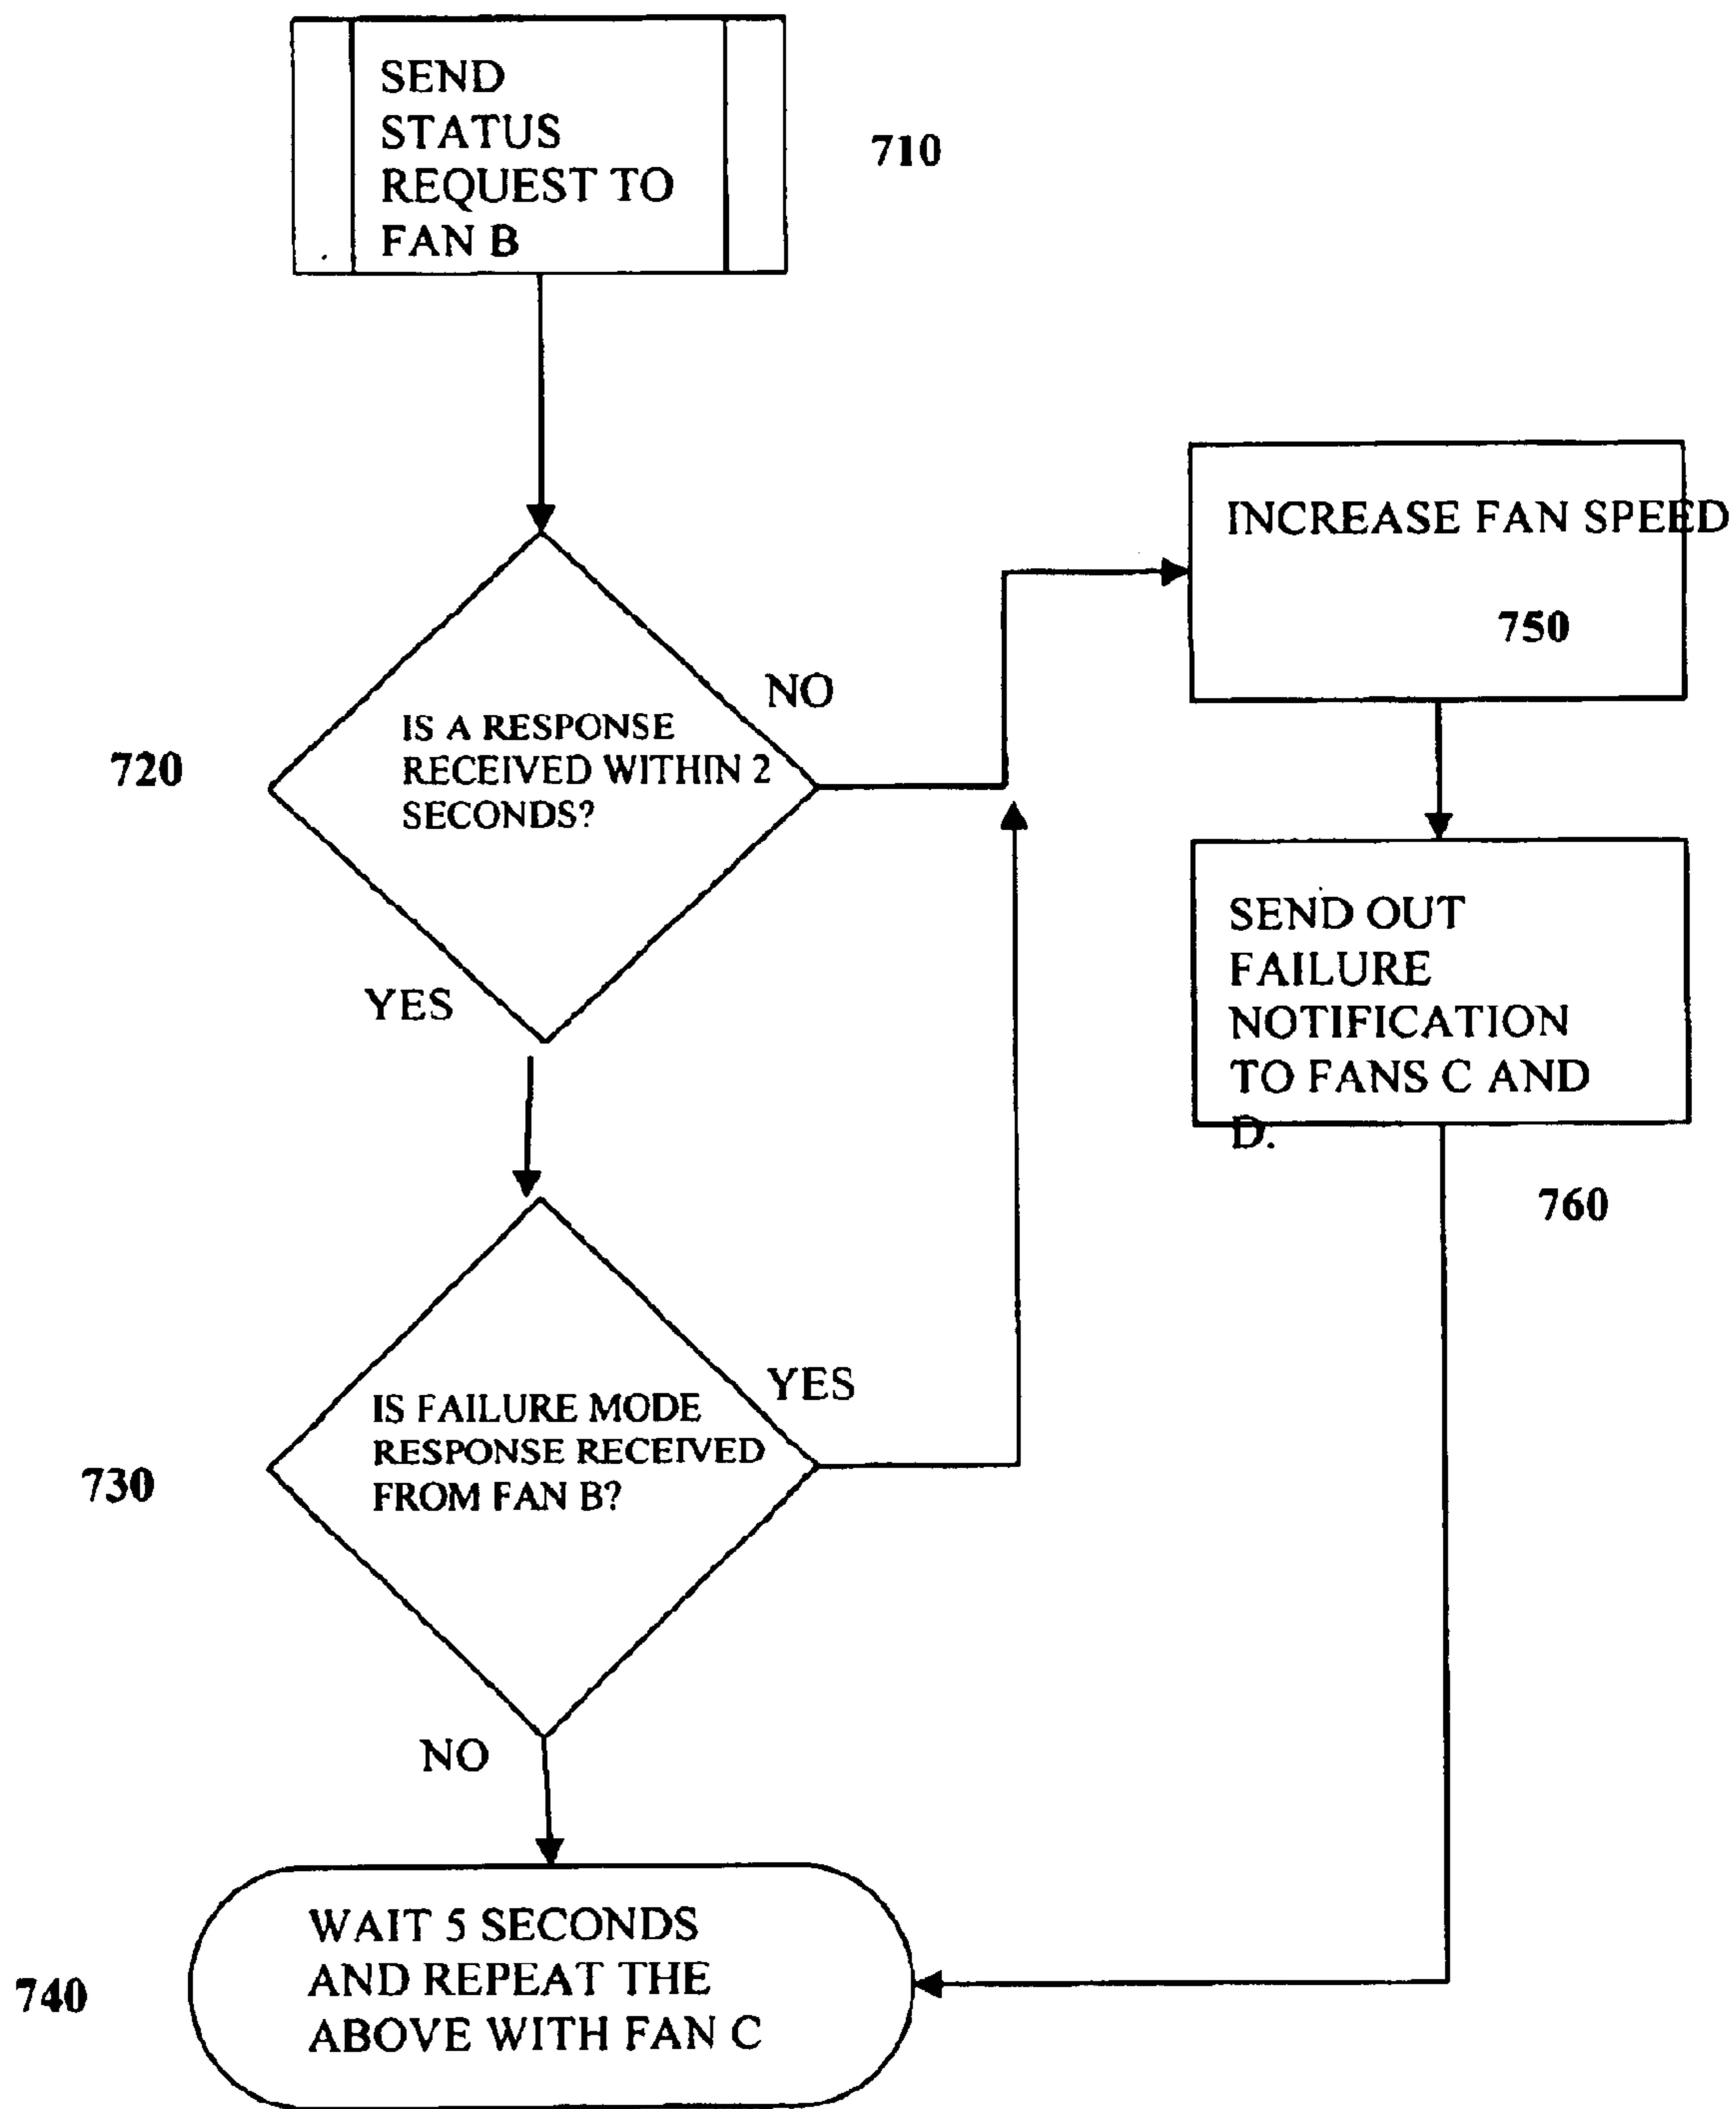 SEND
STATUS
REQUEST TO
FAN B
710
INCREASE FAN SPEED
750
NO
IS A RESPONSE
RECEIVED WITHIN 2
SECONDS?
720
YES
SEND OUT
FAILURE
NOTIFICATION
TO FANS C AND
D.
760
YES
IS FAILURE MODE
RESPONSE RECEIVED
FROM FAN B?
730
NO
WAIT 5 SECONDS
AND REPEAT THE
ABOVE WITH FAN C
740